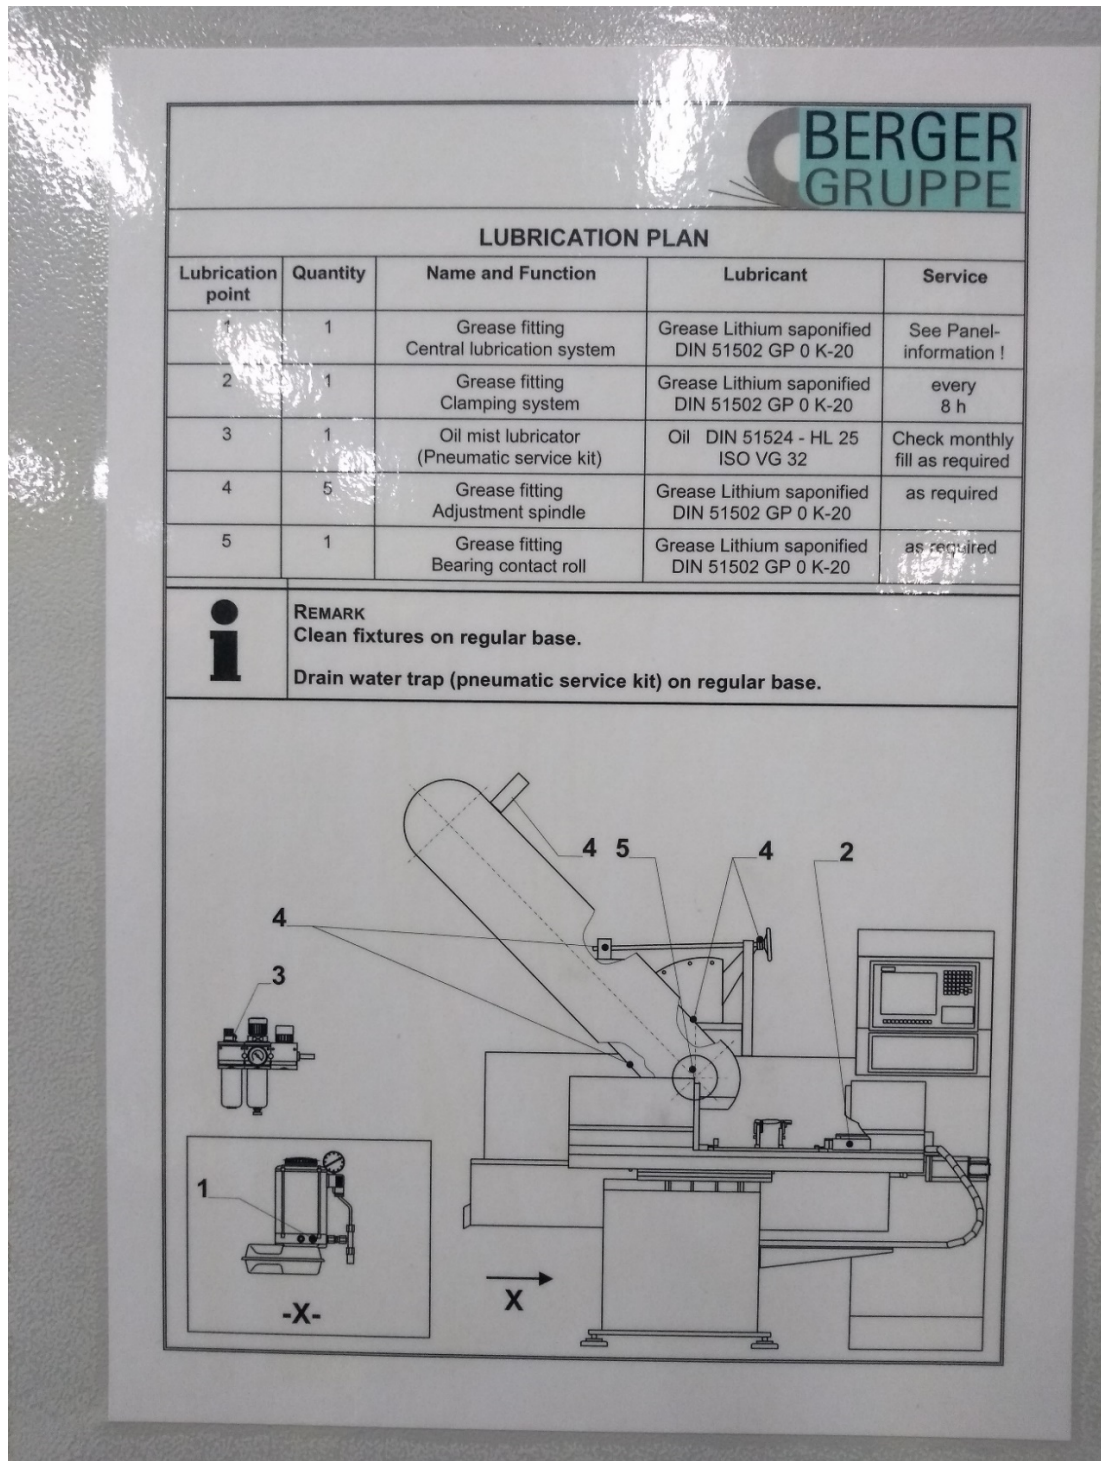 BERGER
GRUPPE
LUBRICATION PLAN
Lubrication point Quantity Name and Function Lubricant Service
1 1 Grease fitting Central lubrication system Grease Lithium saponified DIN 51502 GP 0 K-20 See Panel-information !
2 1 Grease fitting Clamping system Grease Lithium saponified DIN 51502 GP 0 K-20 every 8 h
3 1 Oil mist lubricator (Pneumatic service kit) Oil DIN 51524 - HL 25 ISO VG 32 Check monthly fill as required
4 5 Grease fitting Adjustment spindle Grease Lithium saponified DIN 51502 GP 0 K-20 as required
5 1 Grease fitting Bearing contact roll Grease Lithium saponified DIN 51502 GP 0 K-20 as required
REMARK
Clean fixtures on regular base.
Drain water trap (pneumatic service kit) on regular base.
4 5 4 2
4
3
1
-X-
X